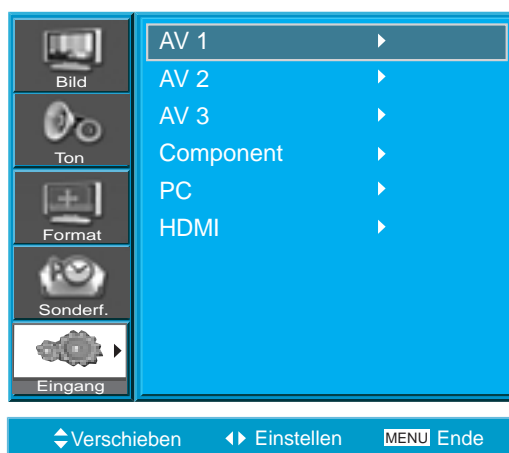 Bild
Ton
Format
Sonderf.
Eingang
AV 1
AV 2
AV 3
Component
PC
HDMI
Verschieben Einstellen MENU Ende